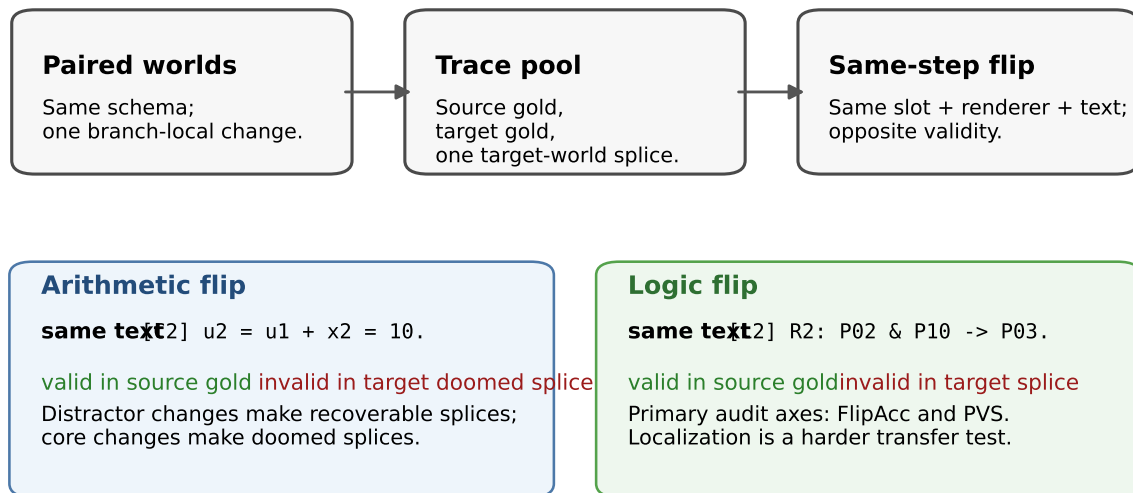 Paired worlds
Same schema;
one branch-local change.
Trace pool
Source gold,
target gold,
one target-world splice.
Same-step flip
Same slot + renderer + text;
opposite validity.
Arithmetic flip
same text 2] u2 = u1 + x2 = 10.
valid in source gold invalid in target doomed splice
Distractor changes make recoverable splices;
core changes make doomed splices.
Logic flip
same text 2] R2: P02 & P10 -> P03.
valid in source gold invalid in target splice
Primary audit axes: FlipAcc and PVS.
Localization is a harder transfer test.